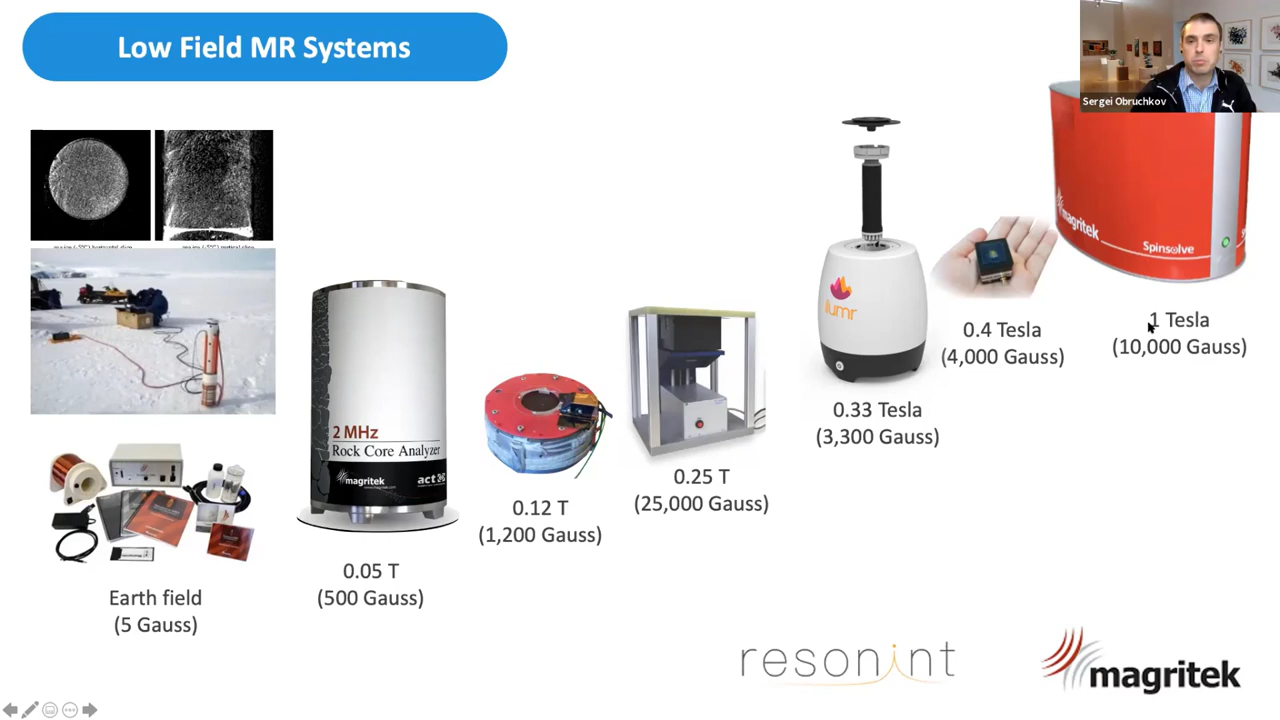 Low Field MR Systems
Sergei Obruchkov
magritek
Spinsolve
ilumr
2 MHz
Rock Core Analyzer
magritek
Earth field
(5 Gauss)
0.05 T
(500 Gauss)
0.12 T
(1,200 Gauss)
0.25 T
(25,000 Gauss)
0.33 Tesla
(3,300 Gauss)
0.4 Tesla
(4,000 Gauss)
1 Tesla
(10,000 Gauss)
resonint
magritek